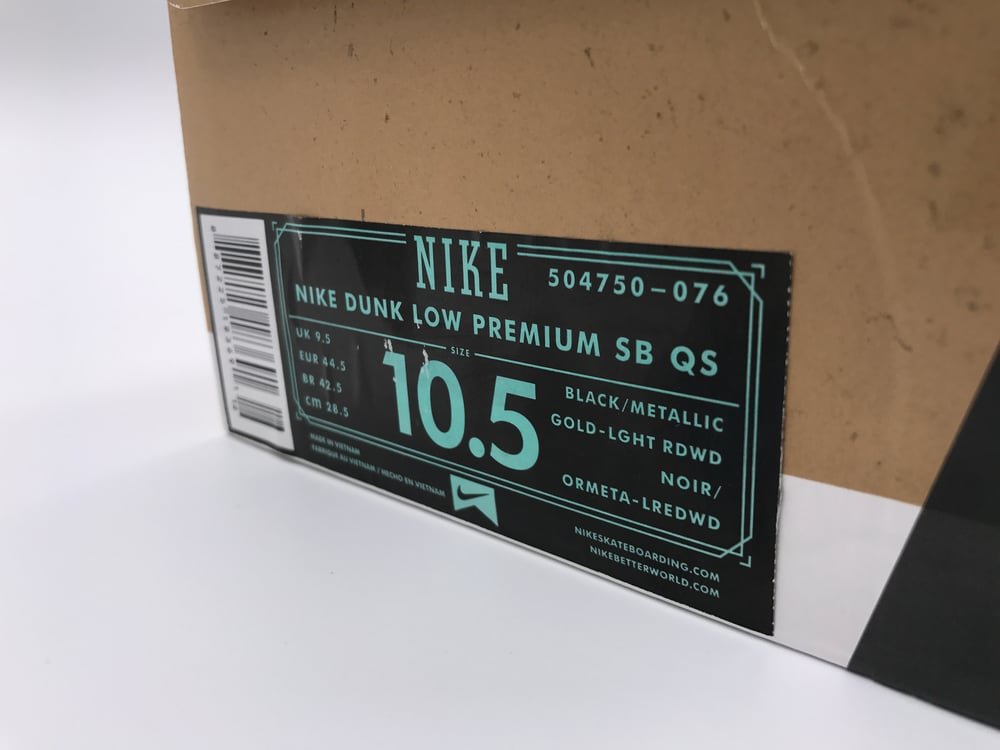 NIKE
504750-076
NIKE DUNK LOW PREMIUM SB QS
UK 9.5
EUR 44.5
BR 42.5
cm 28.5
SIZE
10.5
BLACK/METALLIC
GOLD-LGHT RDWD
NOIR/
ORMETA-LREDWD
MADE IN VIETNAM
FABRIQUÉ AU VIETNAM / HECHO EN VIETNAM
NIKESKATEBOARDING.COM
NIKEBETTERWORLD.COM